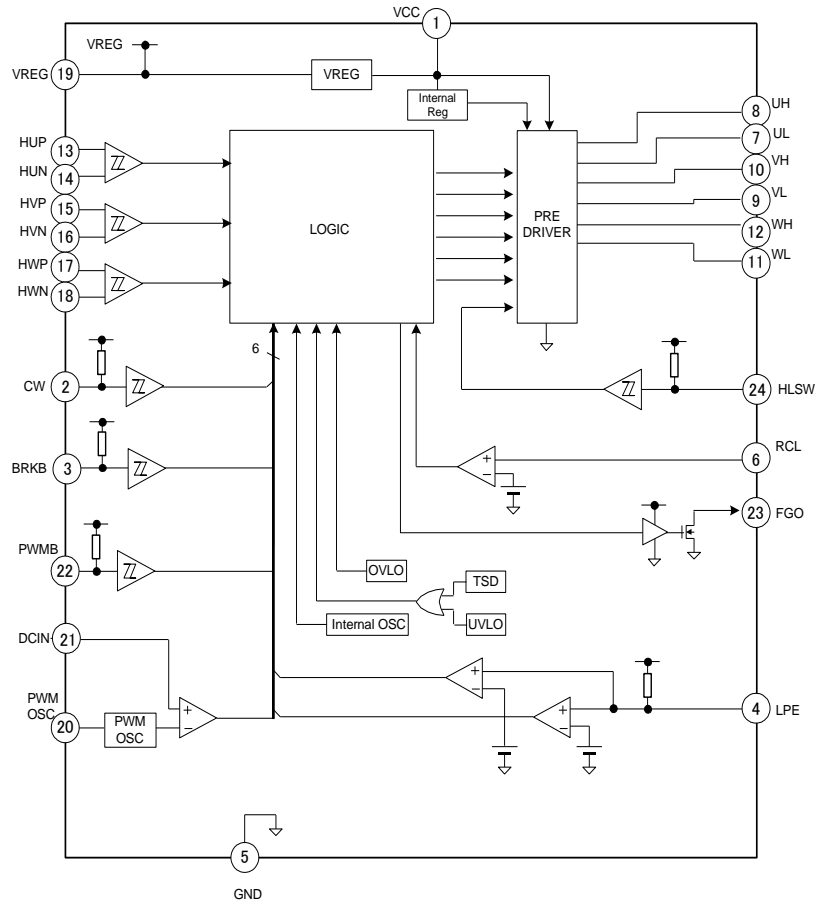 VCC
1
VREG
VREG 19
VREG
Internal
Reg
8 UH
7 UL
10 VH
9 VL
12 WH
11 WL
HUP 13
HUN 14
HVP 15
HVN 16
HWP 17
HWN 18
LOGIC
PRE
DRIVER
6
CW 2
24 HLSW
BRKB 3
+
−
6 RCL
23 FGO
PWMB
22
OVLO
TSD
UVLO
Internal OSC
DCIN 21
PWM
OSC
20
PWM
OSC
+
−
+
−
+
−
4 LPE
5
GND